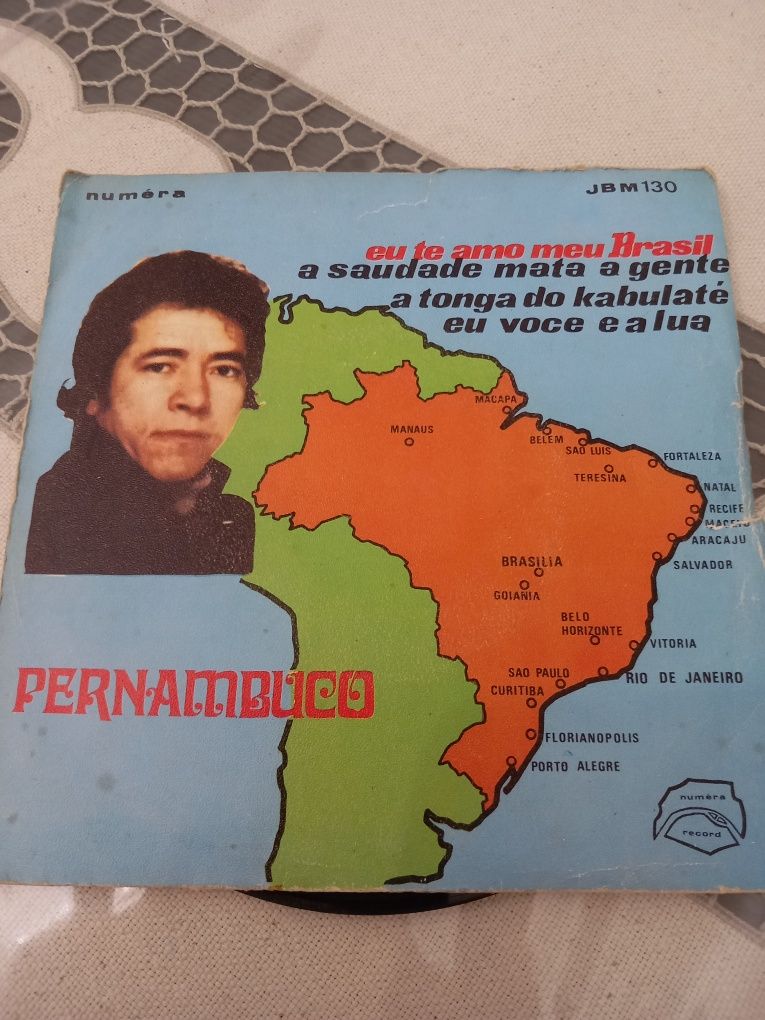 numéra
JBM130
eu te amo meu Brasil
a saudade mata a gente
a tonga do kabulaté
eu voce e a lua
MACAPA
MANAUS
BELEM
SAO LUIS
FORTALEZA
TERESINA
NATAL
RECIFE
MACEIO
ARACAJU
BRASILIA
SALVADOR
GOIANIA
BELO
HORIZONTE
VITORIA
SAO PAULO
RIO DE JANEIRO
CURITIBA
PERNAMBUCO
FLORIANOPOLIS
PORTO ALEGRE
numéra
record